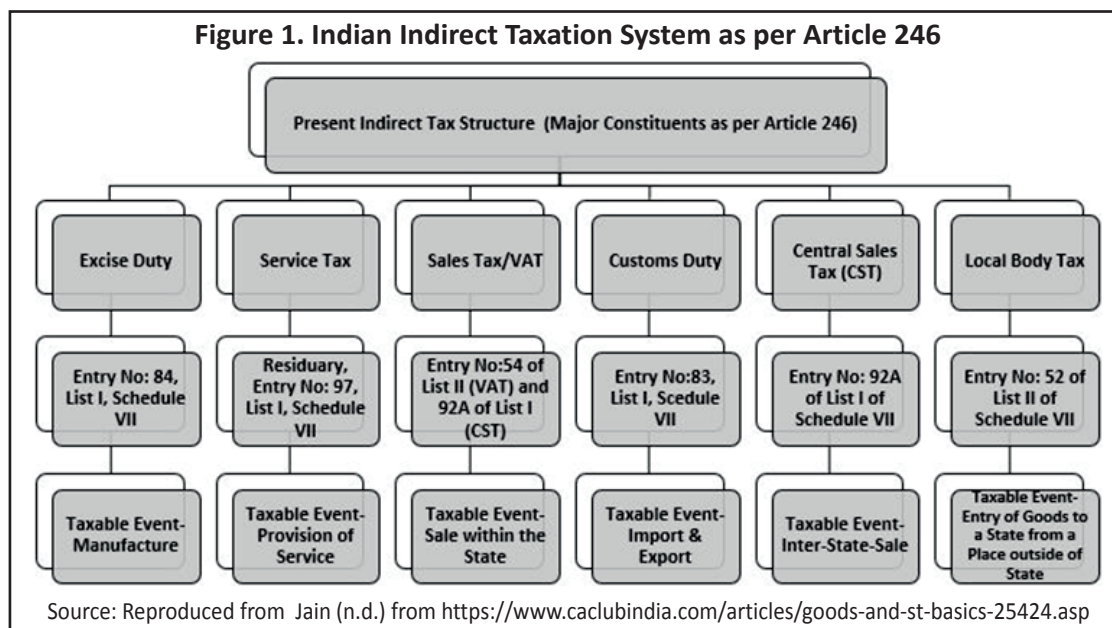 Figure 1. Indian Indirect Taxation System as per Article 246
Present Indirect Tax Structure (Major Constituents as per Article 246)
Excise Duty
Service Tax
Sales Tax/VAT
Customs Duty
Central Sales
Tax (CST)
Local Body Tax
Entry No: 84,
List I, Schedule
VII
Residuary,
Entry No: 97,
List I, Schedule
VII
Entry No:54 of
List II (VAT) and
92A of List I
(CST)
Entry No:83,
List I, Scedule
VII
Entry No: 92A
of List I of
Schedule VII
Entry No: 52 of
List II of
Schedule VII
Taxable Event-
Manufacture
Taxable Event-
Provision of
Service
Taxable Event-
Sale within the
State
Taxable Event-
Import &
Export
Taxable Event-
Inter-State-Sale
Taxable Event-
Entry of Goods to
a State from a
Place outside of
State
Source: Reproduced from Jain (n.d.) from https://www.caclubindia.com/articles/goods-and-st-basics-25424.asp